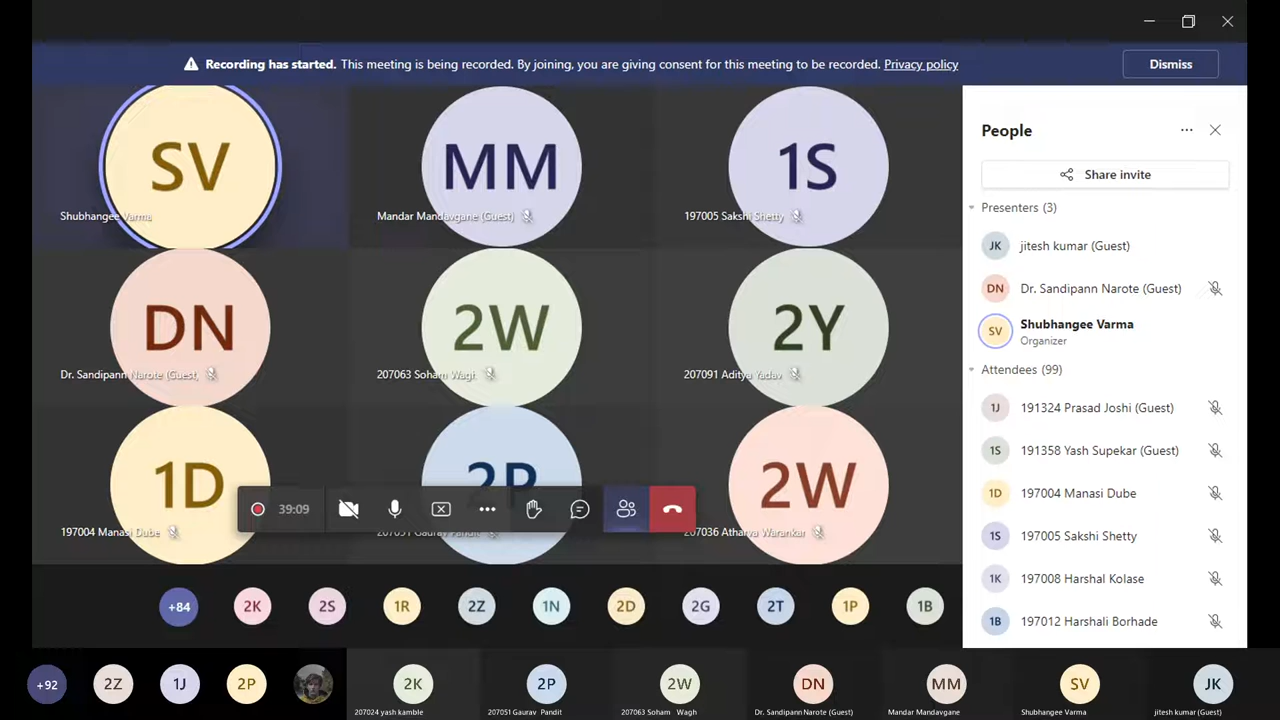 Recording has started. This meeting is being recorded. By joining, you are giving consent for this meeting to be recorded. Privacy policy
Dismiss
SV
Shubhangee Varma
MM
Mandar Mandavgane (Guest)
1S
197005 Sakshi Shetty
DN
Dr. Sandipann Narote (Guest,
2W
207063 Soham Wagh
2Y
207091 Aditya Yadav
1D
197004 Manasi Dube
2P
207051 Gaurav Pandit
2W
207036 Atharva Warankar
39:09
+84
2K
2S
1R
2Z
1N
2D
2G
2T
1P
1B
People
Share invite
Presenters (3)
JK
jitesh kumar (Guest)
DN
Dr. Sandipann Narote (Guest)
SV
Shubhangee Varma
Organizer
Attendees (99)
1J
191324 Prasad Joshi (Guest)
1S
191358 Yash Supekar (Guest)
1D
197004 Manasi Dube
1S
197005 Sakshi Shetty
1K
197008 Harshal Kolase
1B
197012 Harshali Borhade
+92
2Z
1J
2P
2K
207024 yash kamble
2P
207051 Gaurav Pandit
2W
207063 Soham Wagh
DN
Dr. Sandipann Narote (Guest)
MM
Mandar Mandavgane
SV
Shubhangee Varma
JK
jitesh kumar (Guest)